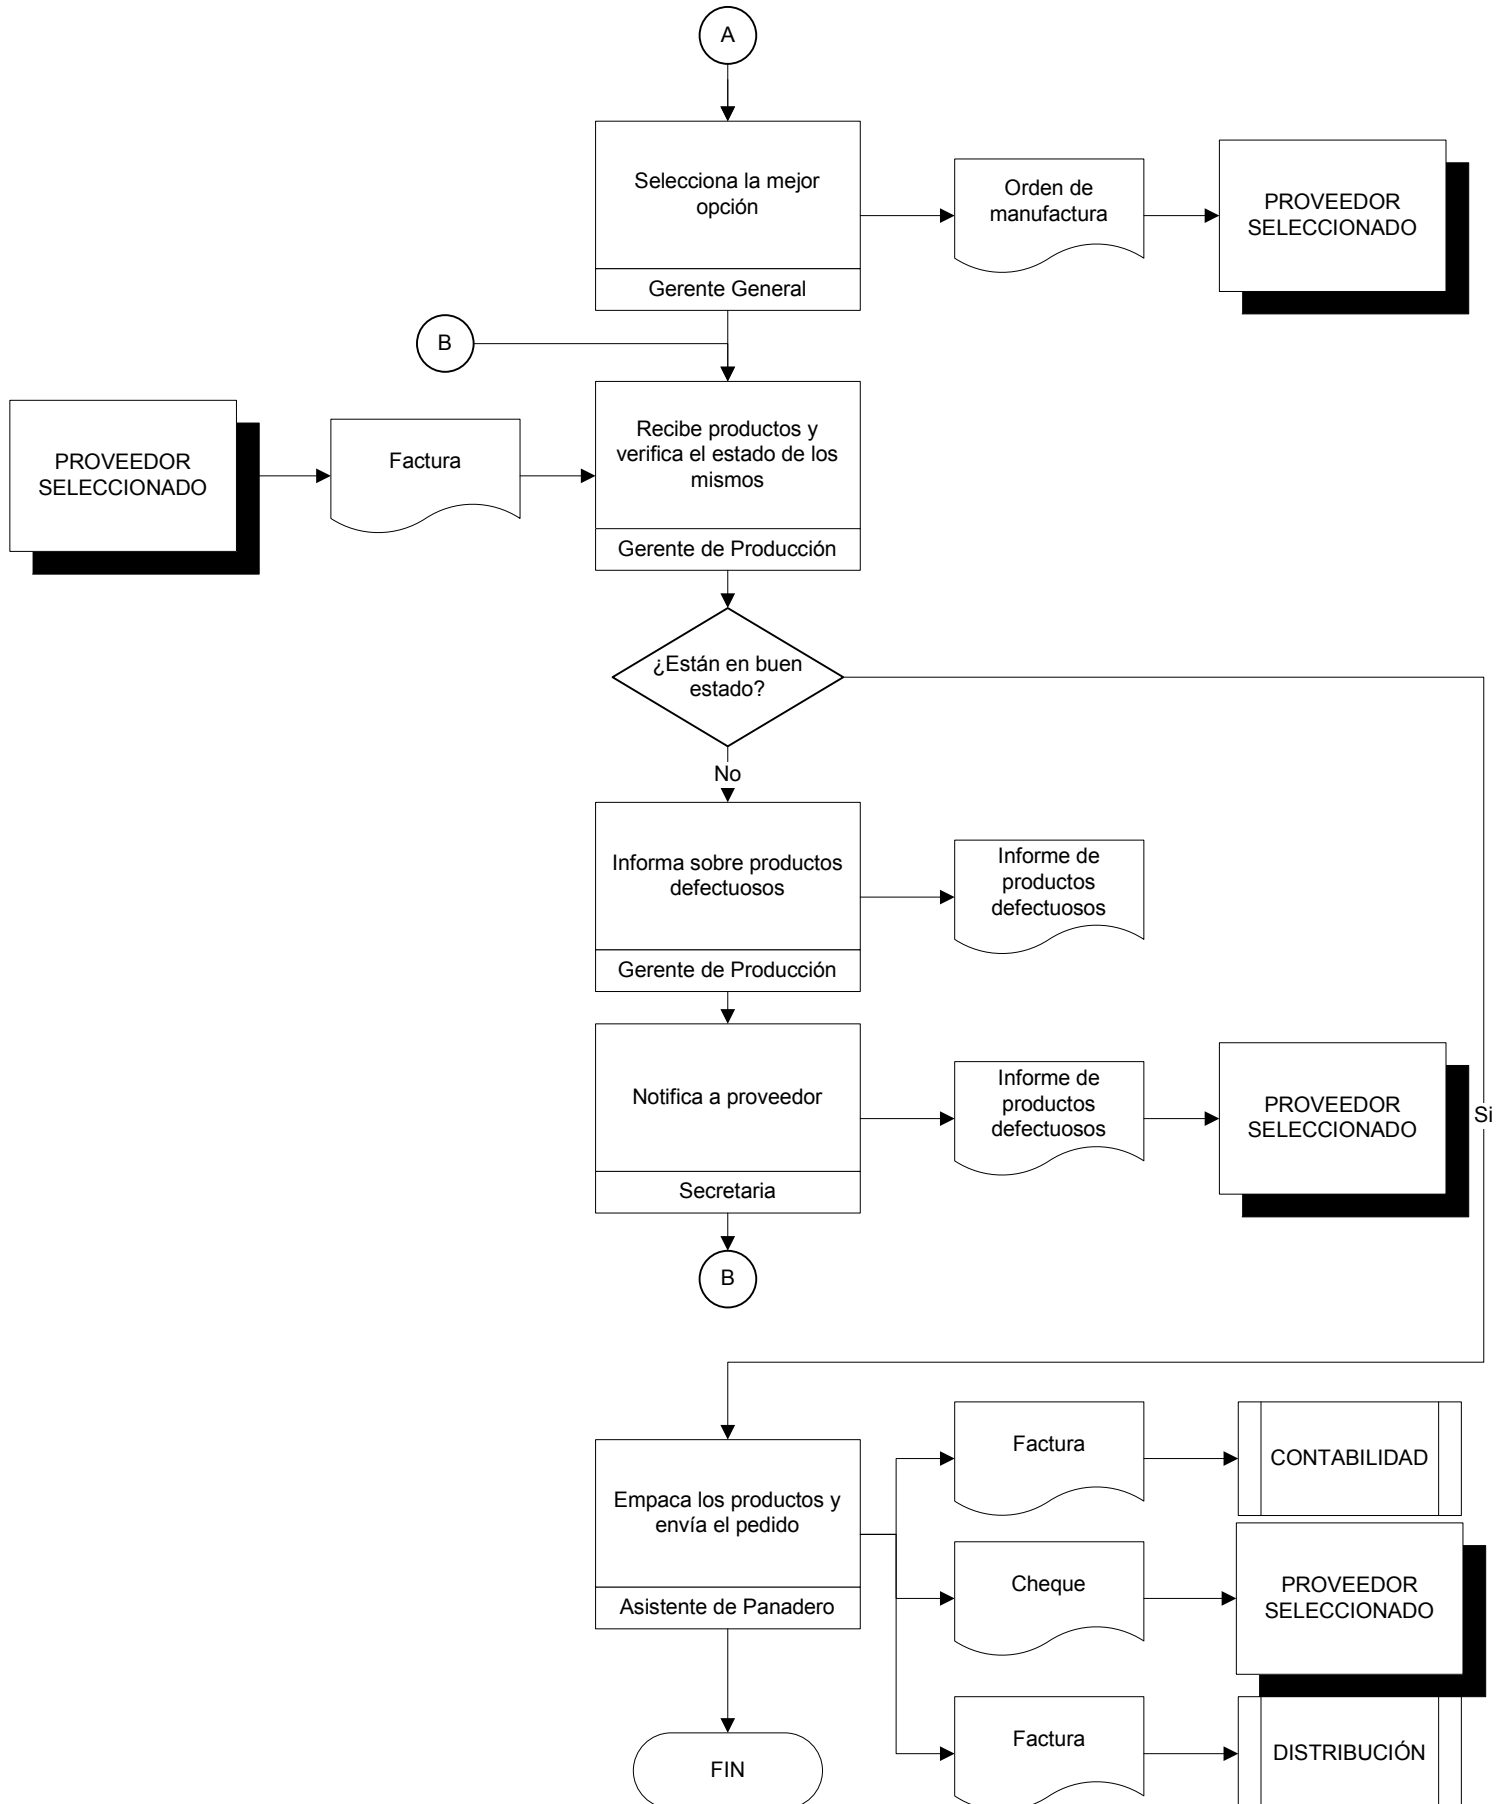 A
Selecciona la mejor
opción
Gerente General
Orden de
manufactura
PROVEEDOR
SELECCIONADO
B
PROVEEDOR
SELECCIONADO
Factura
Recibe productos y
verifica el estado de los
mismos
Gerente de Producción
¿Están en buen
estado?
No
Informa sobre productos
defectuosos
Gerente de Producción
Informe de
productos
defectuosos
Notifica a proveedor
Secretaria
Informe de
productos
defectuosos
PROVEEDOR
SELECCIONADO
Si
B
Empaca los productos y
envía el pedido
Asistente de Panadero
Factura
CONTABILIDAD
Cheque
PROVEEDOR
SELECCIONADO
Factura
DISTRIBUCIÓN
FIN